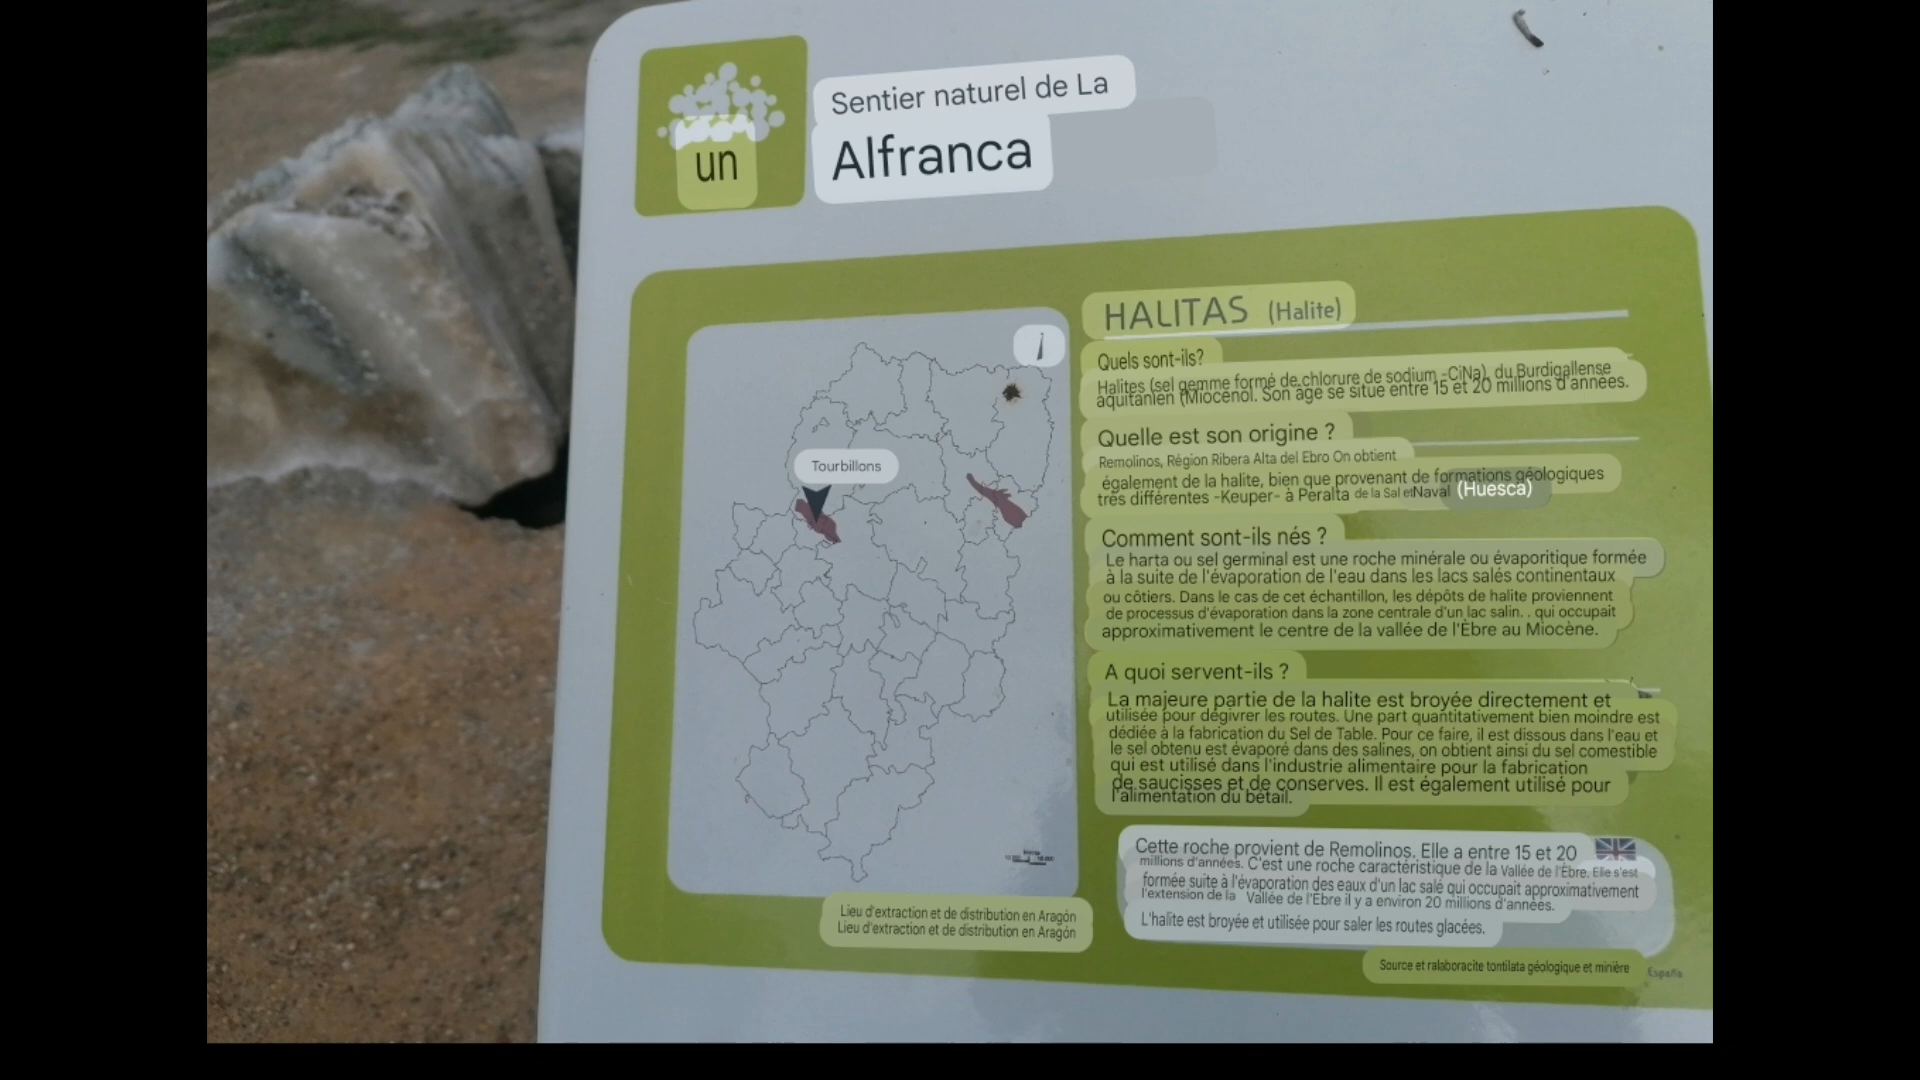 un
Sentier naturel de La
Alfranca
HALITAS (Halite)
Quels sont-ils?
Halites (sel gemme formé de chlorure de sodium -CiNa), du Burdigallense
aquitanien (Miocenol. Son âge se situe entre 15 et 20 millions d'années.
Quelle est son origine ?
Remolinos, Région Ribera Alta del Ebro On obtient
également de la halite, bien que provenant de formations géologiques
très différentes -Keuper- à Peralta de la Sal etNaval (Huesca)
Comment sont-ils nés ?
Le harta ou sel germinal est une roche minérale ou évaporitique formée
à la suite de l'évaporation de l'eau dans les lacs salés continentaux
ou côtiers. Dans le cas de cet échantillon, les dépôts de halite proviennent
de processus d'évaporation dans la zone centrale d'un lac salin. . qui occupait
approximativement le centre de la vallée de l'Èbre au Miocène.
A quoi servent-ils ?
La majeure partie de la halite est broyée directement et
utilisée pour dégivrer les routes. Une part quantitativement bien moindre est
dédiée à la fabrication du Sel de Table. Pour ce faire, il est dissous dans l'eau et
le sel obtenu est évaporé dans des salines, on obtient ainsi du sel comestible
qui est utilisé dans l'industrie alimentaire pour la fabrication
de saucisses et de conserves. Il est également utilisé pour
l'alimentation du bétail.
Tourbillons
Lieu d'extraction et de distribution en Aragón
Lieu d'extraction et de distribution en Aragón
Cette roche provient de Remolinos. Elle a entre 15 et 20
millions d'années. C'est une roche caractéristique de la Vallée de l'Èbre. Elle s'est
formée suite à l'évaporation des eaux d'un lac salé qui occupait approximativement
l'extension de la Vallée de l'Èbre il y a environ 20 millions d'années.
L'halite est broyée et utilisée pour saler les routes glacées.
Source et ralaboracite tontilata géologique et minière
España